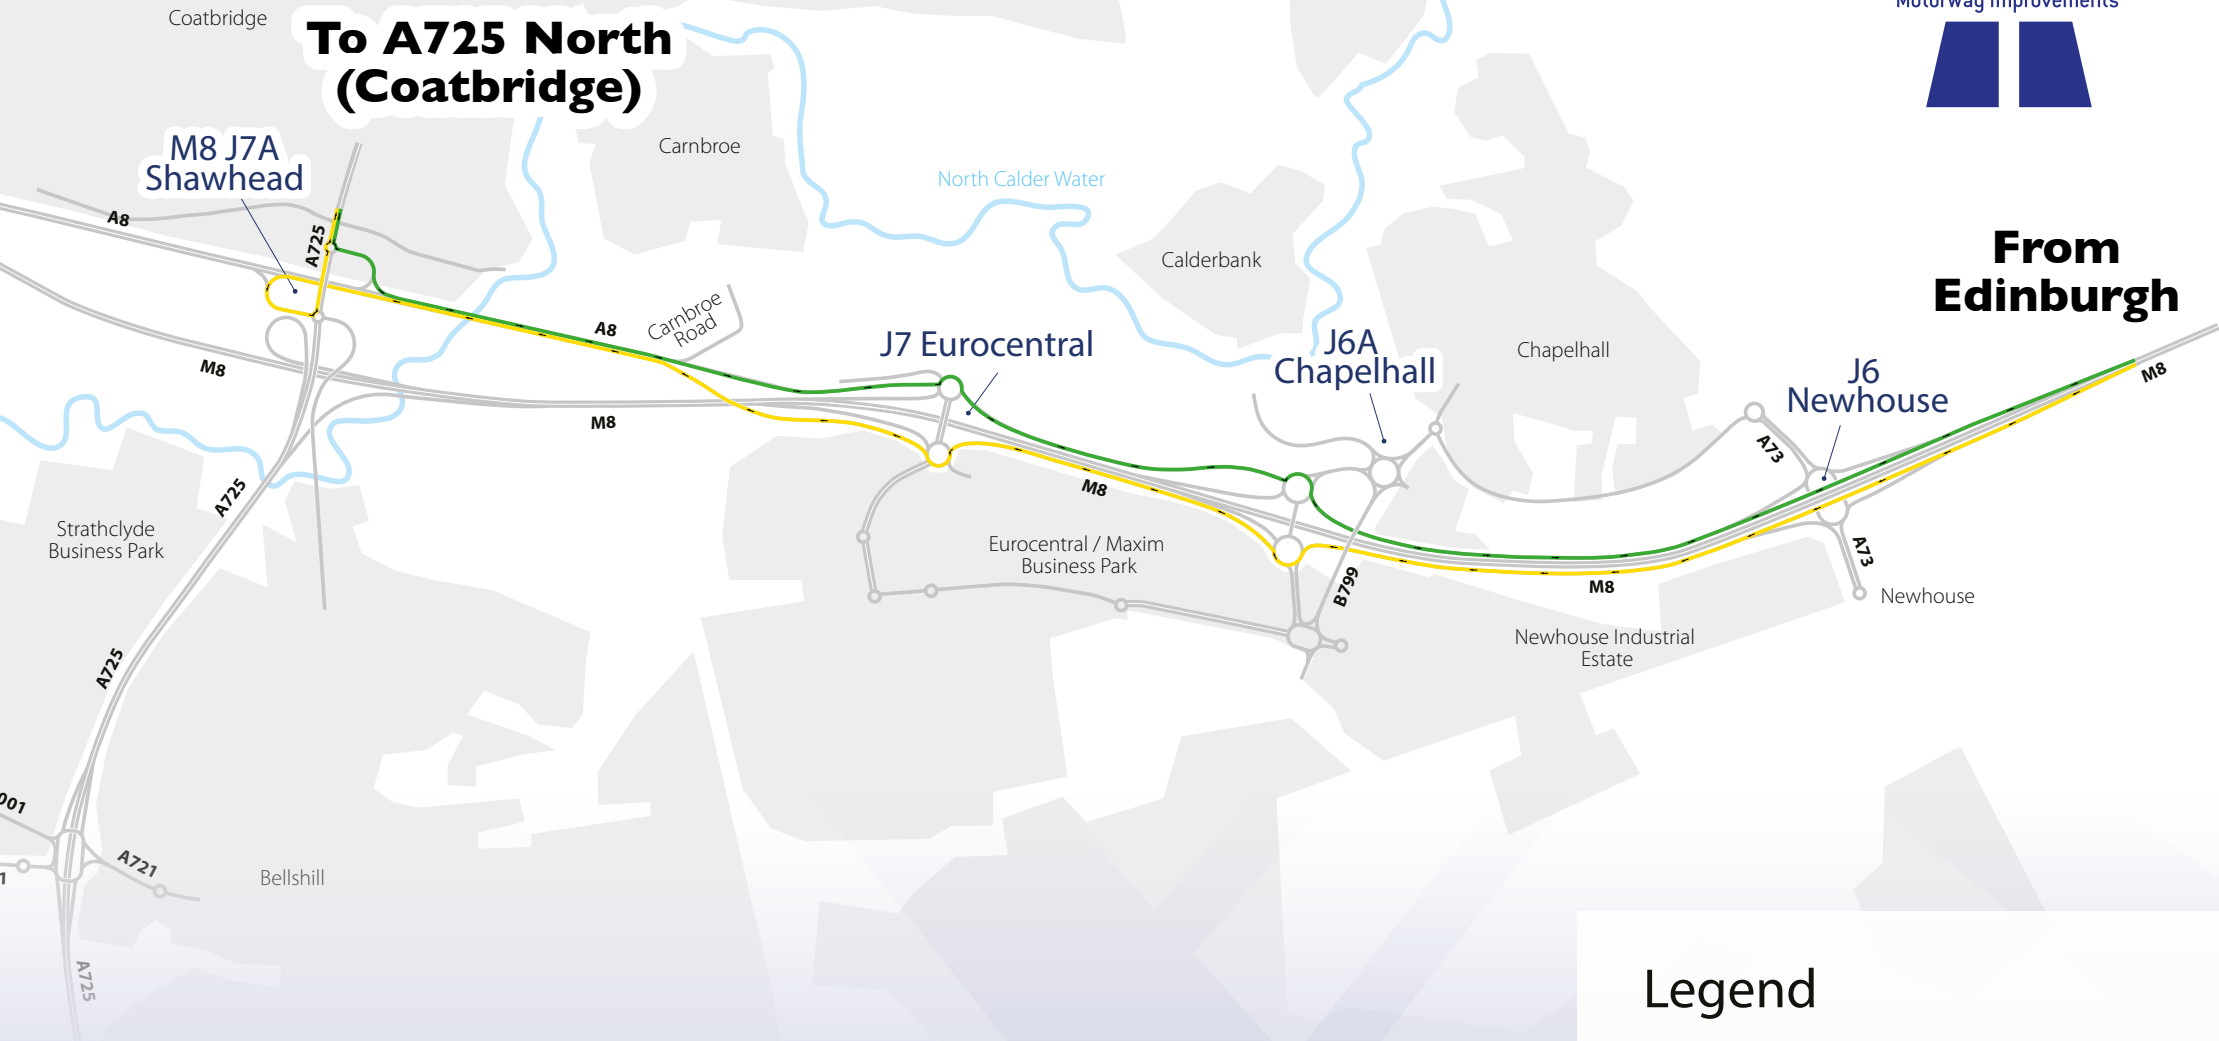 Motorway Improvements
Coatbridge
To A725 North
(Coatbridge)
M8 J7A
Shawhead
Carnbroe
North Calder Water
A8
A725
Calderbank
From
Edinburgh
Carnbroe
Road
A8
J7 Eurocentral
J6A
Chapelhall
Chapelhall
J6
Newhouse
M8
M8
M8
A73
M8
A725
Strathclyde
Business Park
Eurocentral / Maxim
Business Park
B799
M8
A73
Newhouse
Newhouse Industrial
Estate
A725
001
A721
1
Bellshill
A725
Legend